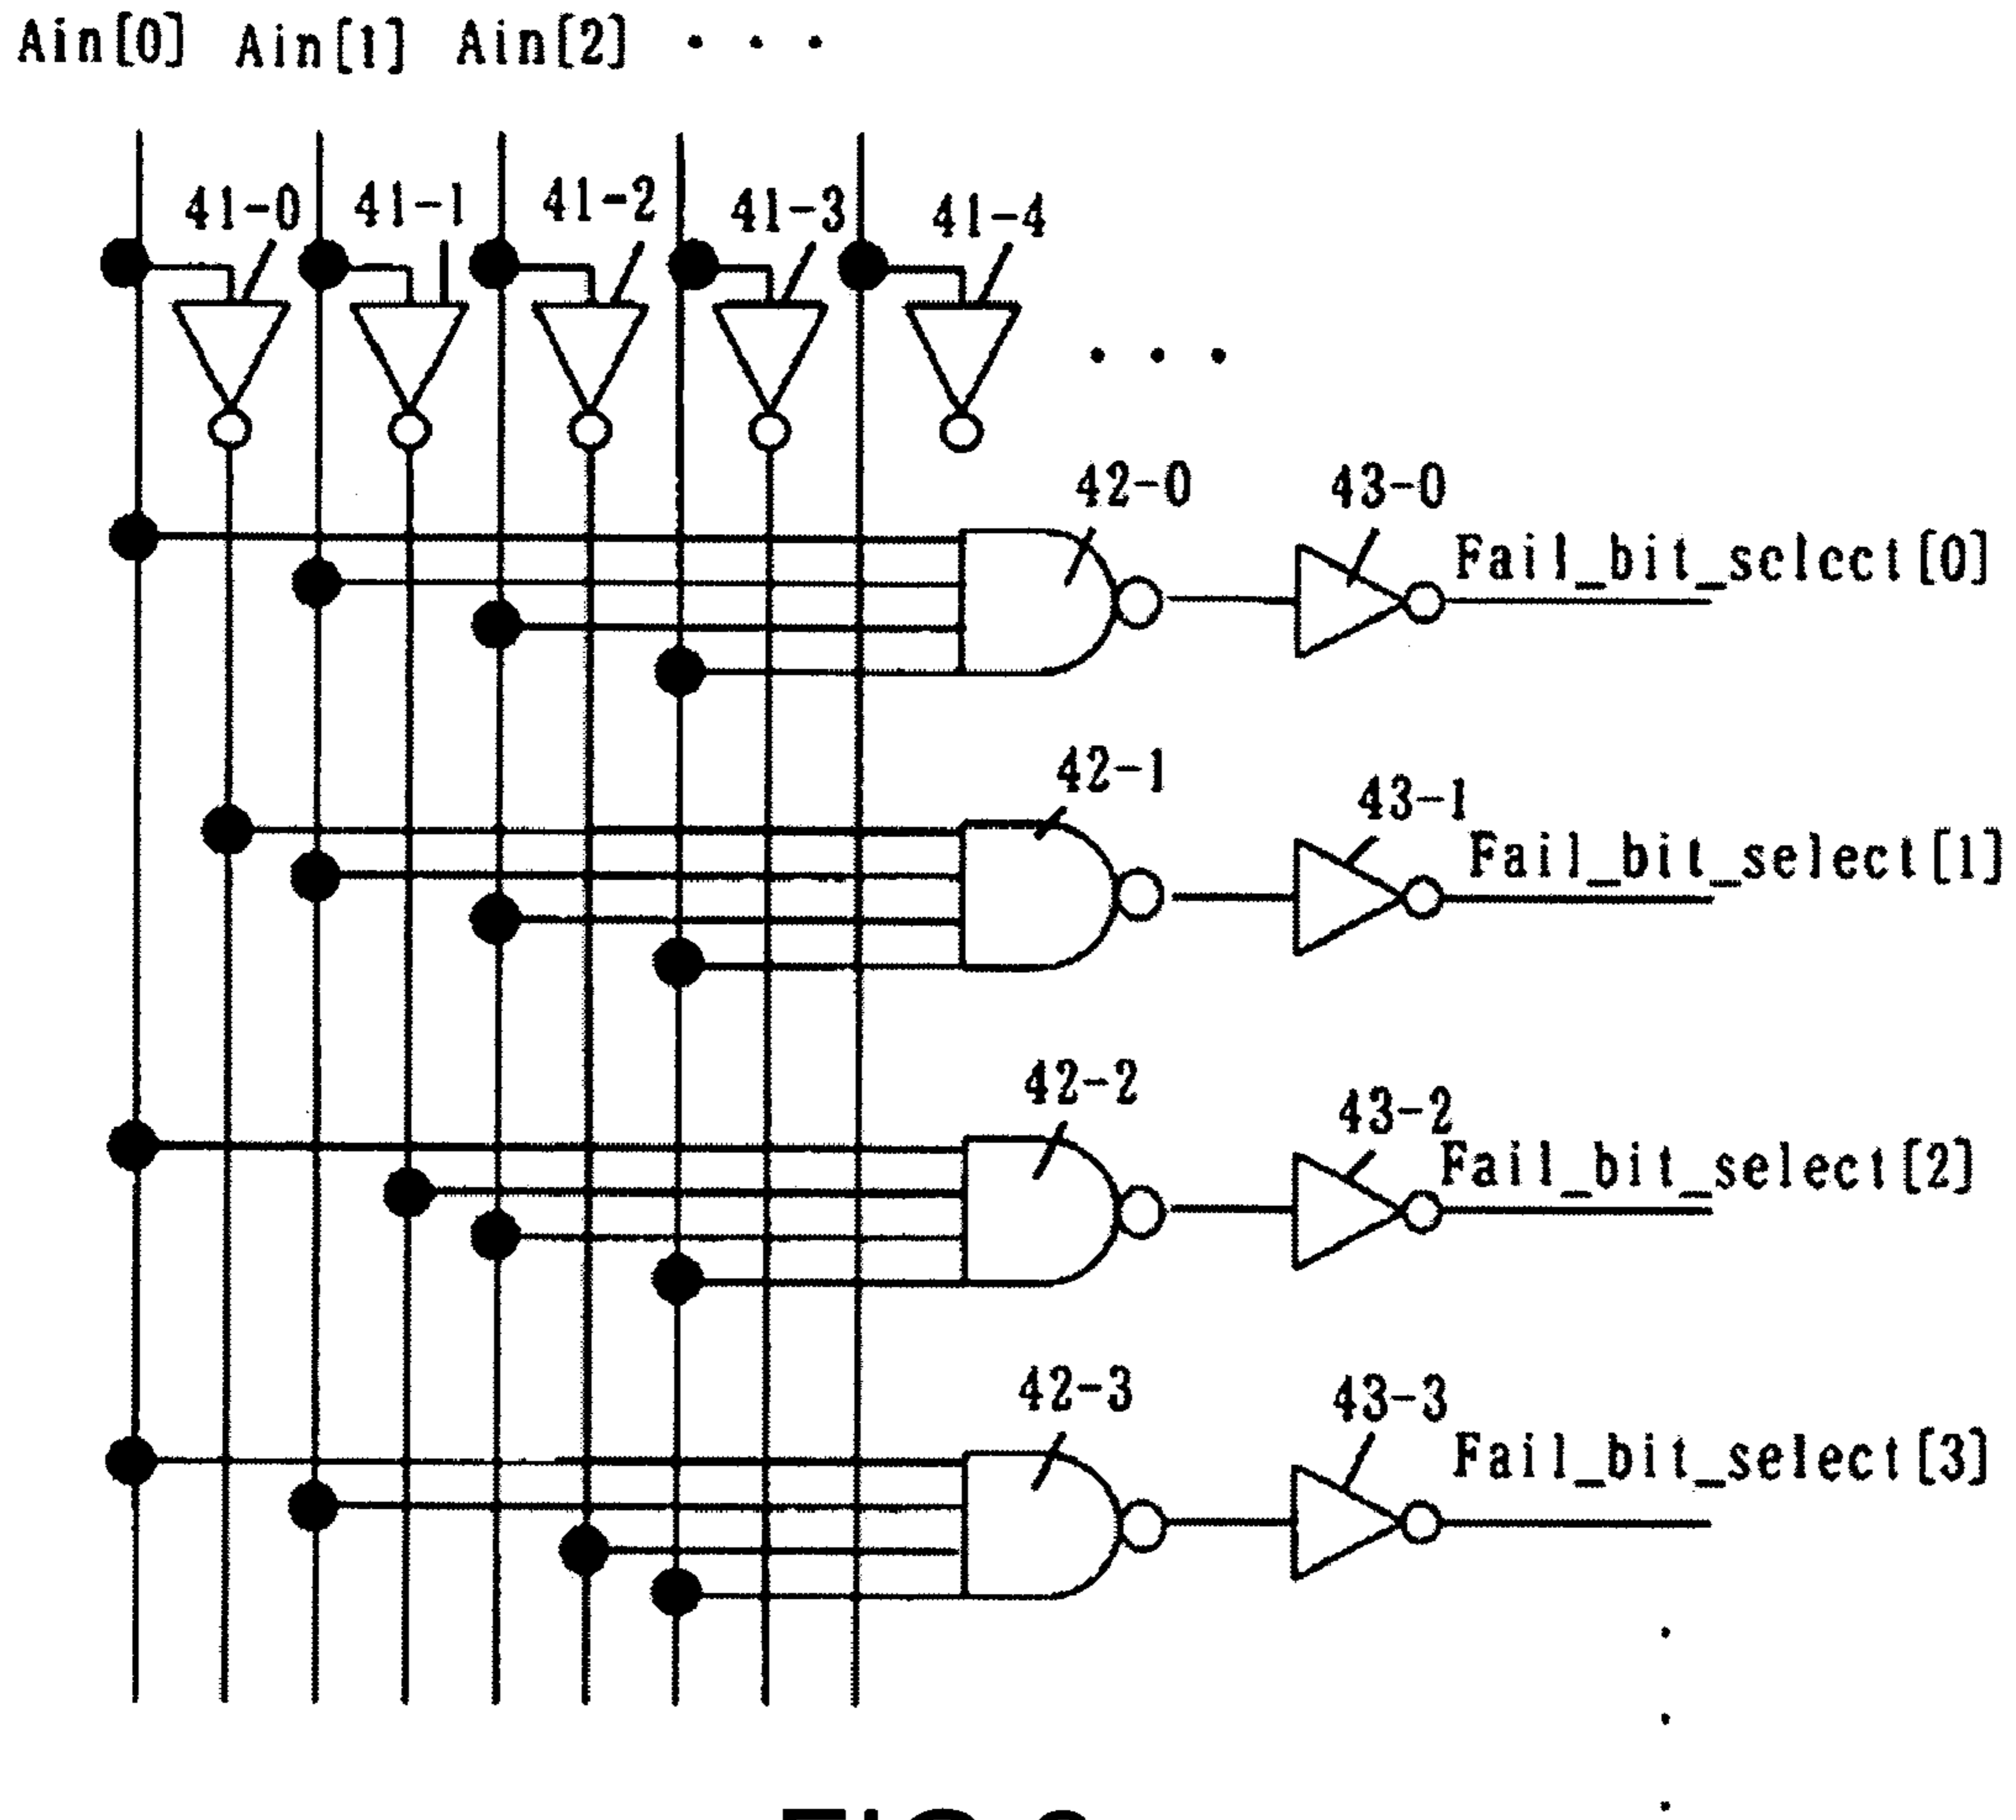 Ain[0] Ain[1] Ain[2] . . .
41-0 41-1 41-2 41-3 41-4
. . .
42-0 43-0
Fail_bit_select[0]
42-1 43-1
Fail_bit_select[1]
42-2 43-2
Fail_bit_select[2]
42-3 43-3
Fail_bit_select[3]